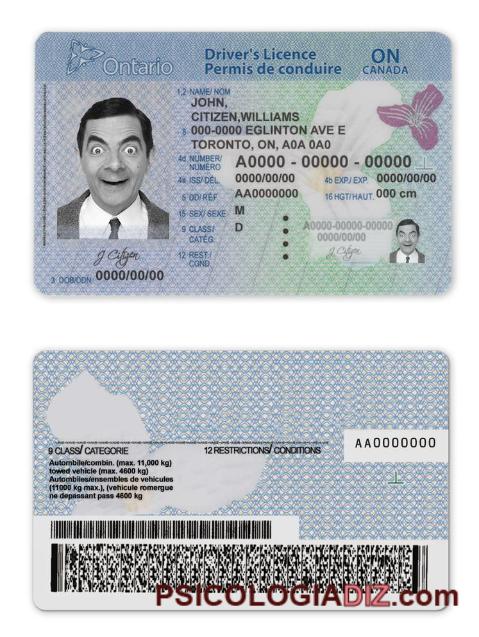 Ontario
Driver's Licence
Permis de conduire
ON
CANADA
1,2 NAME/ NOM
JOHN,
CITIZEN,WILLIAMS
8 000-0000 EGLINTON AVE E
TORONTO, ON, A0A 0A0
4d NUMBER/ NUMÉRO A0000 - 00000 - 00000
4a ISS/ DÉL. 0000/00/00 4b EXP./ EXP. 0000/00/00
5 DD/ RÉF. AA0000000 16 HGT/HAUT. 000 cm
15 SEX/ SEXE M
9 CLASS/ CATÉG. D
A0000-00000-00000
0000/00/00
12 REST./ COND.
J Citizen
J Citizen
3 DOB/DDN 0000/00/00
AA0000000
9 CLASS/ CATEGORIE 12 RESTRICTIONS/ CONDITIONS
Autombile/combin. (max. 11,000 kg)
towed vehicle (max. 4600 kg)
Autombiles/ensembles de vehicules
(11000 kg max.), (vehicule romergue
ne depassant pass 4600 kg
PSICOLOGIADIZ.com